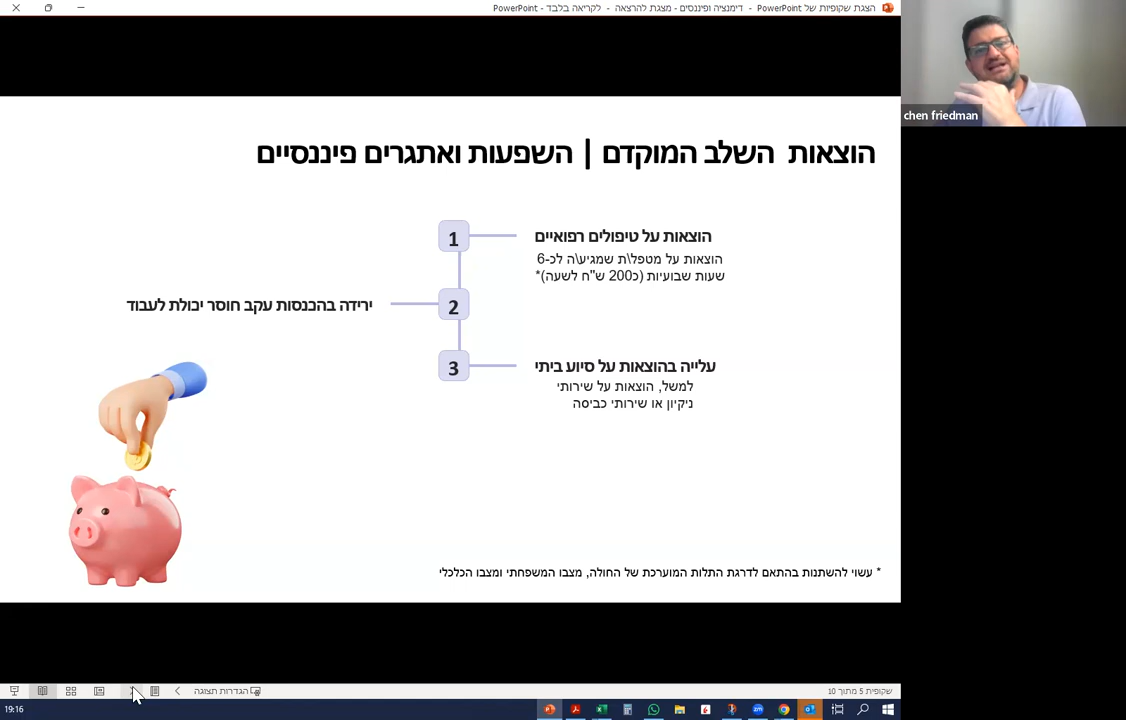 הצגת שקופיות של PowerPoint - דימנציה ופיננסים - מצגת להרצאה - לקריאה בלבד - PowerPoint
chen friedman
הוצאות השלב המוקדם | השפעות ואתגרים פיננסיים
1
הוצאות על טיפולים רפואיים
הוצאות על מטפל\ת שמגיע\ה לכ-6
שעות שבועיות (כ200 ש"ח לשעה)*
2
ירידה בהכנסות עקב חוסר יכולת לעבוד
3
עלייה בהוצאות על סיוע ביתי
למשל, הוצאות על שירותי
ניקיון או שירותי כביסה
* עשוי להשתנות בהתאם לדרגת התלות המוערכת של החולה, מצבו המשפחתי ומצבו הכלכלי
שקופית 5 מתוך 10
הגדרות תצוגה
19:16